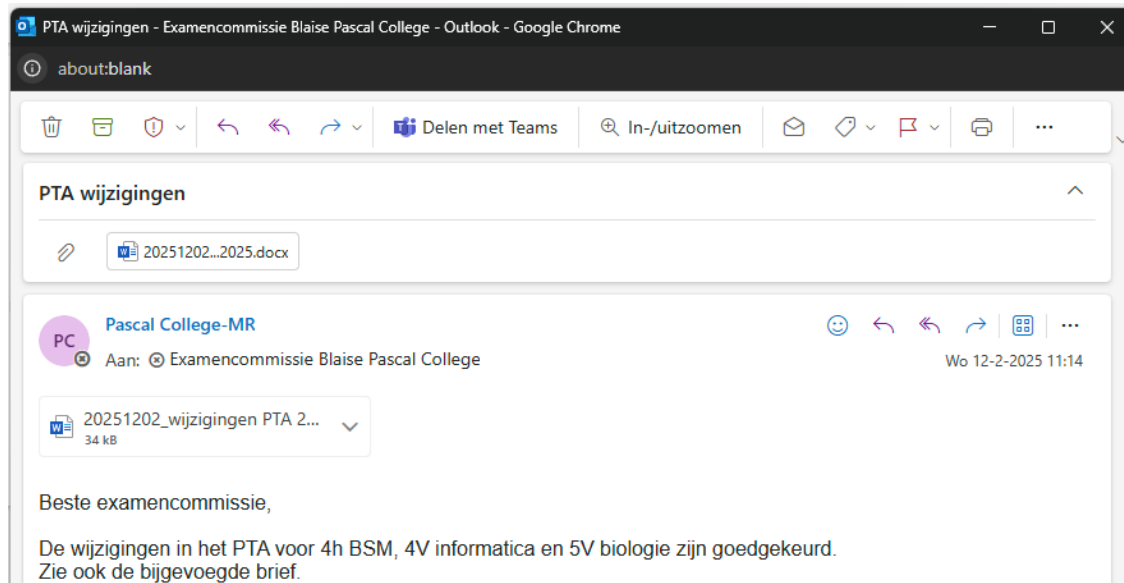 PTA wijzigingen - Examencommissie Blaise Pascal College - Outlook - Google Chrome
about:blank
Delen met Teams
In-/uitzoomen
PTA wijzigingen
20251202...2025.docx
Pascal College-MR
PC
Aan: Examencommissie Blaise Pascal College
Wo 12-2-2025 11:14
20251202_wijzigingen PTA 2...
34 kB
Beste examencommissie,
De wijzigingen in het PTA voor 4h BSM, 4V informatica en 5V biologie zijn goedgekeurd.
Zie ook de bijgevoegde brief.